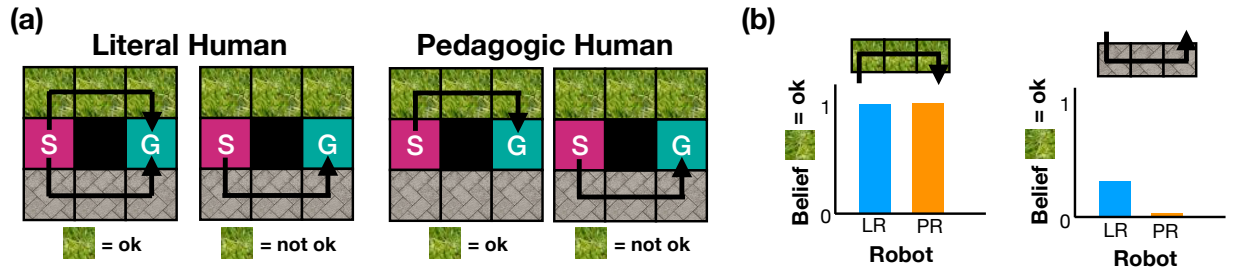 (a)
Literal Human
Pedagogic Human
S G
S G
S G
S G
= ok
= not ok
= ok
= not ok
(b)
Belief = ok
1
0
LR PR
Robot
Belief = ok
1
0
LR PR
Robot